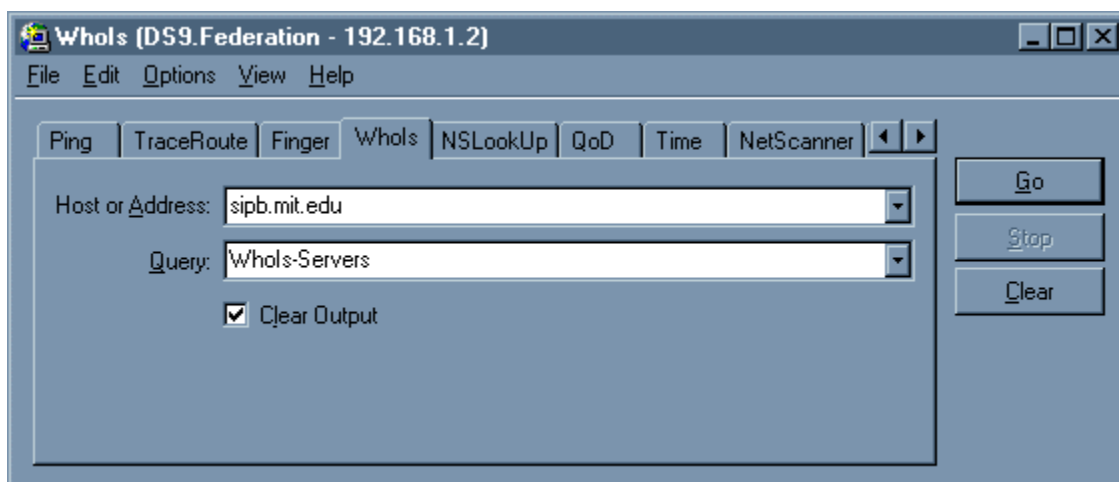 WhoIs (DS9.Federation - 192.168.1.2)
File Edit Options View Help
Ping TraceRoute Finger WhoIs NSLookUp QoD Time NetScanner
Host or Address: sipb.mit.edu
Query: WhoIs-Servers
Clear Output
Go
Stop
Clear